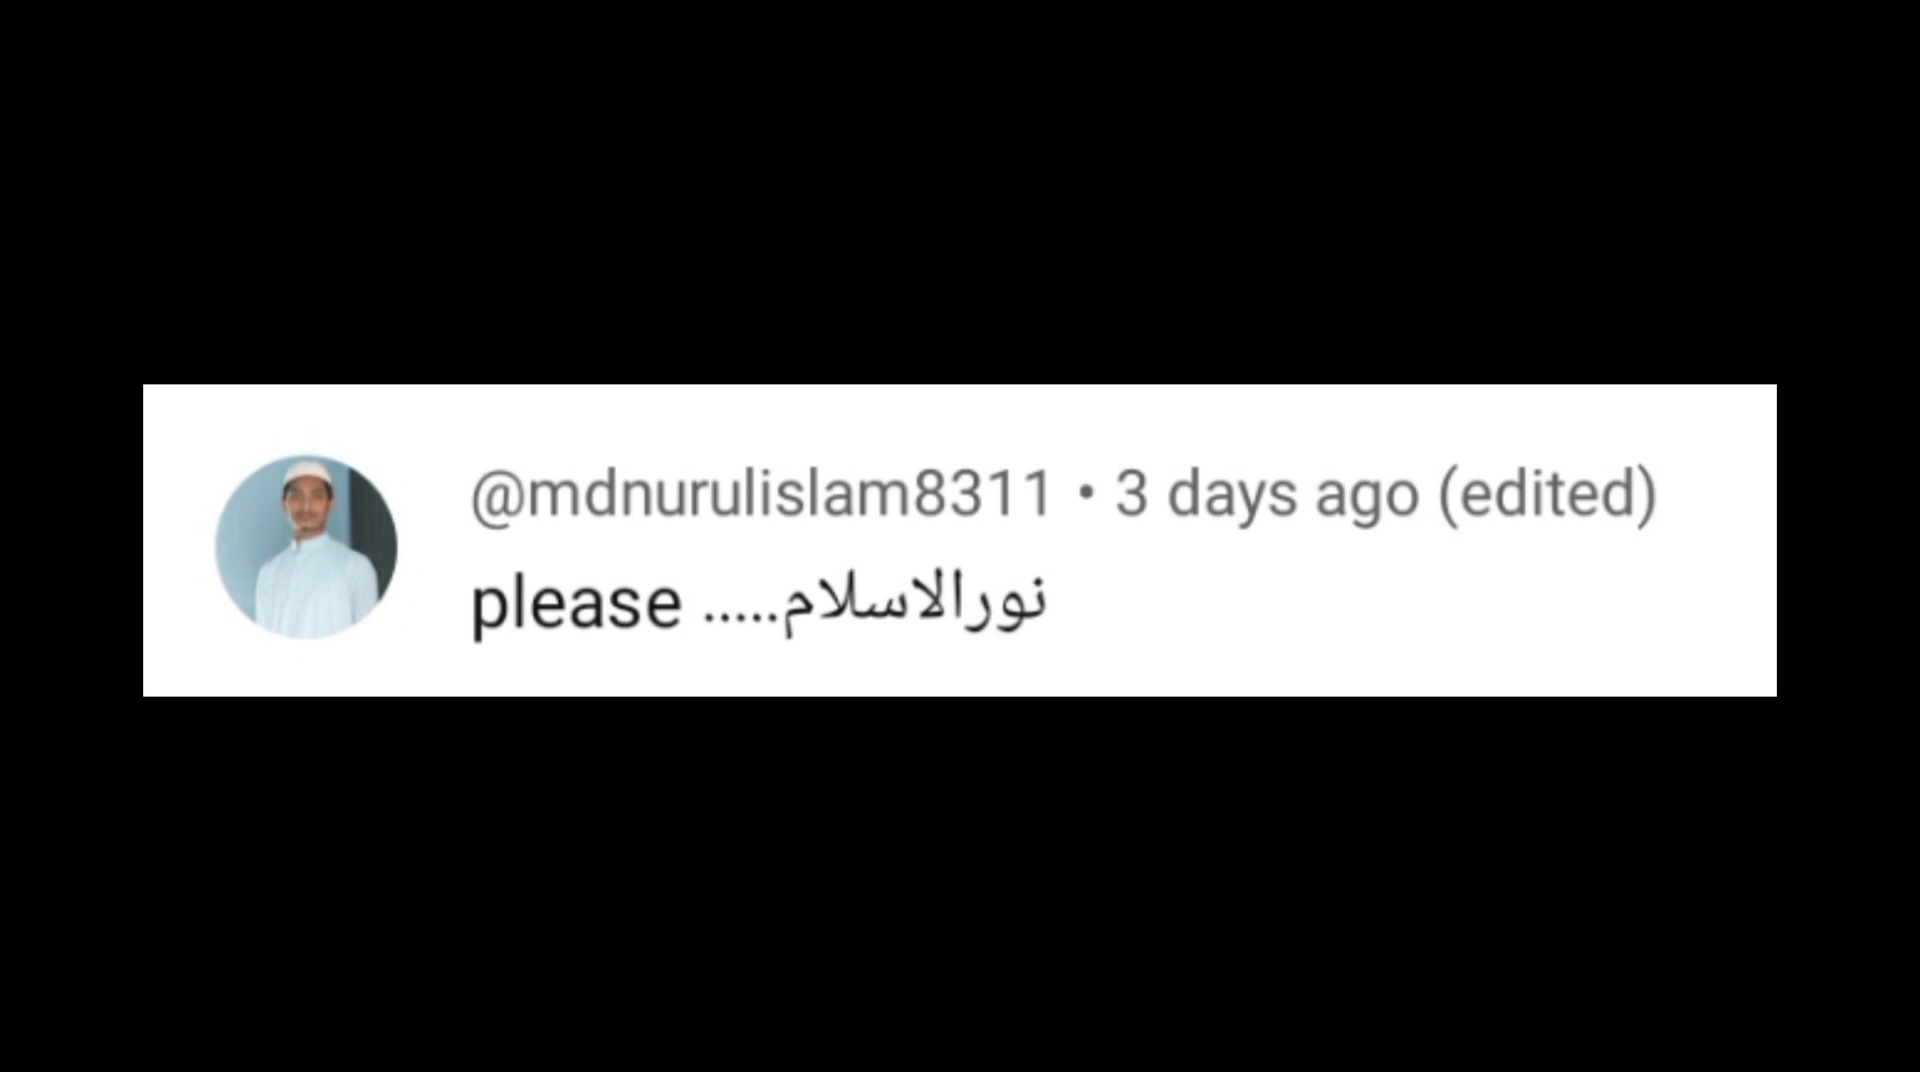 @mdnurulislam8311 • 3 days ago (edited)
please نورالاسلام.....